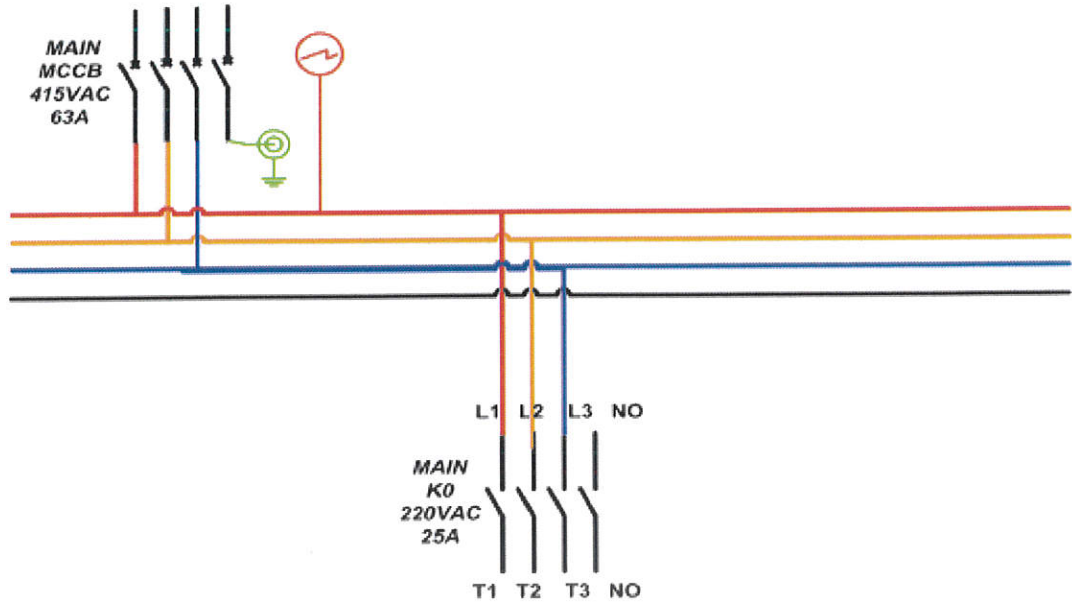 MAIN
MCCB
415VAC
63A
L1 L2 L3 NO
MAIN
K0
220VAC
25A
T1 T2 T3 NO